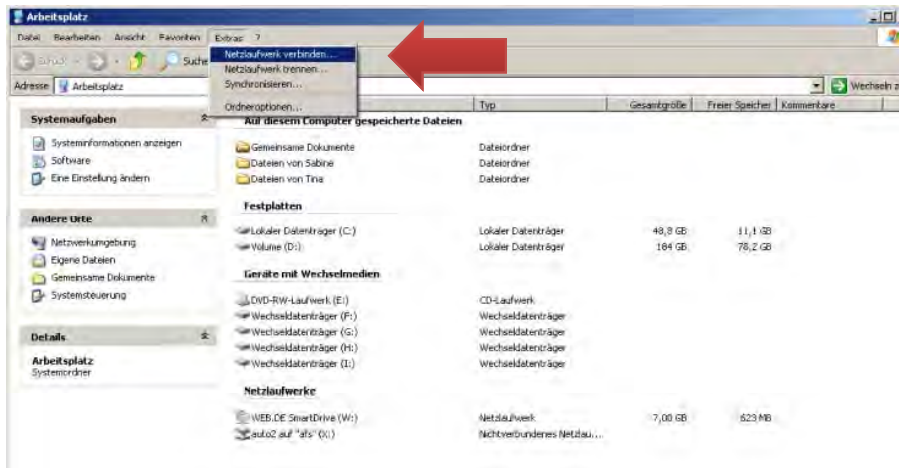 Arbeitsplatz
Datei Bearbeiten Ansicht Favoriten Extras ?
Zurück Suche
Netzlaufwerk verbinden...
Netzlaufwerk trennen...
Synchronisieren...
Ordneroptionen...
Adresse Arbeitsplatz Wechseln z
Typ Gesamtgröße Freier Speicher Kommentare
Systemaufgaben
Systeminformationen anzeigen
Software
Eine Einstellung ändern
Andere Orte
Netzwerkumgebung
Eigene Dateien
Gemeinsame Dokumente
Systemsteuerung
Details
Arbeitsplatz
Systemordner
Auf diesem Computer gespeicherte Dateien
Gemeinsame Dokumente Dateiordner
Dateien von Sabine Dateiordner
Dateien von Tina Dateiordner
Festplatten
Lokaler Datenträger (C:) Lokaler Datenträger 48,8 GB 11,1 GB
Volume (D:) Lokaler Datenträger 184 GB 78,2 GB
Geräte mit Wechselmedien
DVD-RW-Laufwerk (E:) CD-Laufwerk
Wechseldatenträger (F:) Wechseldatenträger
Wechseldatenträger (G:) Wechseldatenträger
Wechseldatenträger (H:) Wechseldatenträger
Wechseldatenträger (I:) Wechseldatenträger
Netzlaufwerke
WEB.DE SmartDrive (W:) Netzlaufwerk 7,00 GB 623 MB
auto2 auf "afs" (X:) Nichtverbundenes Netzlau...